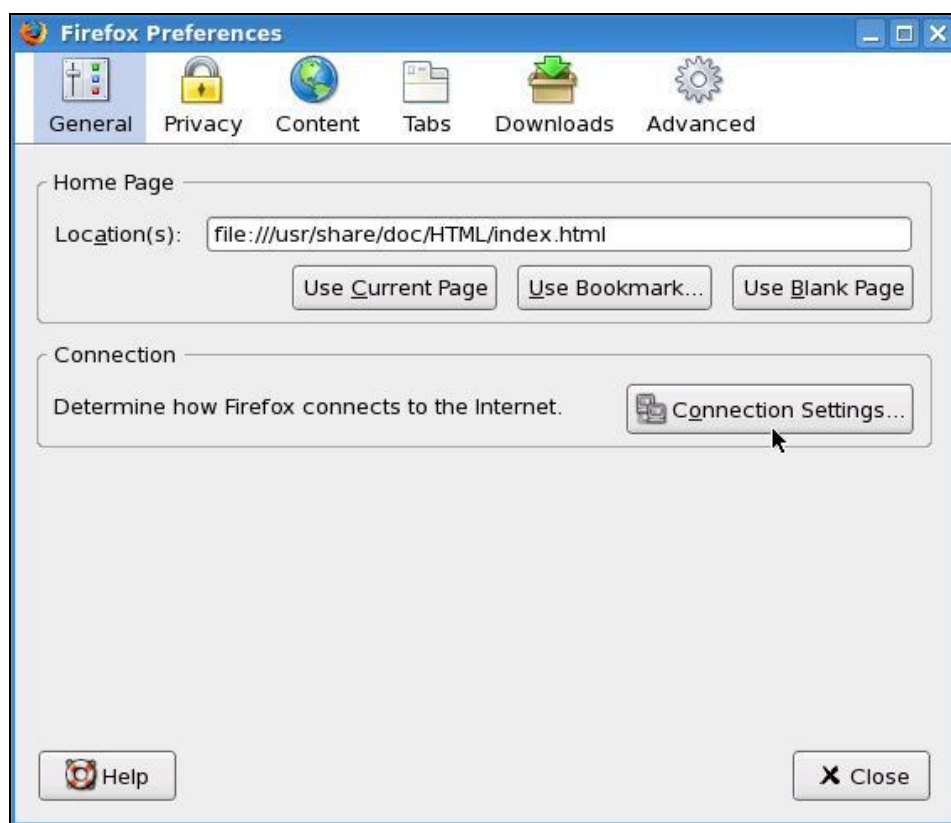 Firefox Preferences
General Privacy Content Tabs Downloads Advanced
Home Page
Location(s): file:///usr/share/doc/HTML/index.html
Use Current Page Use Bookmark... Use Blank Page
Connection
Determine how Firefox connects to the Internet. Connection Settings...
Help Close